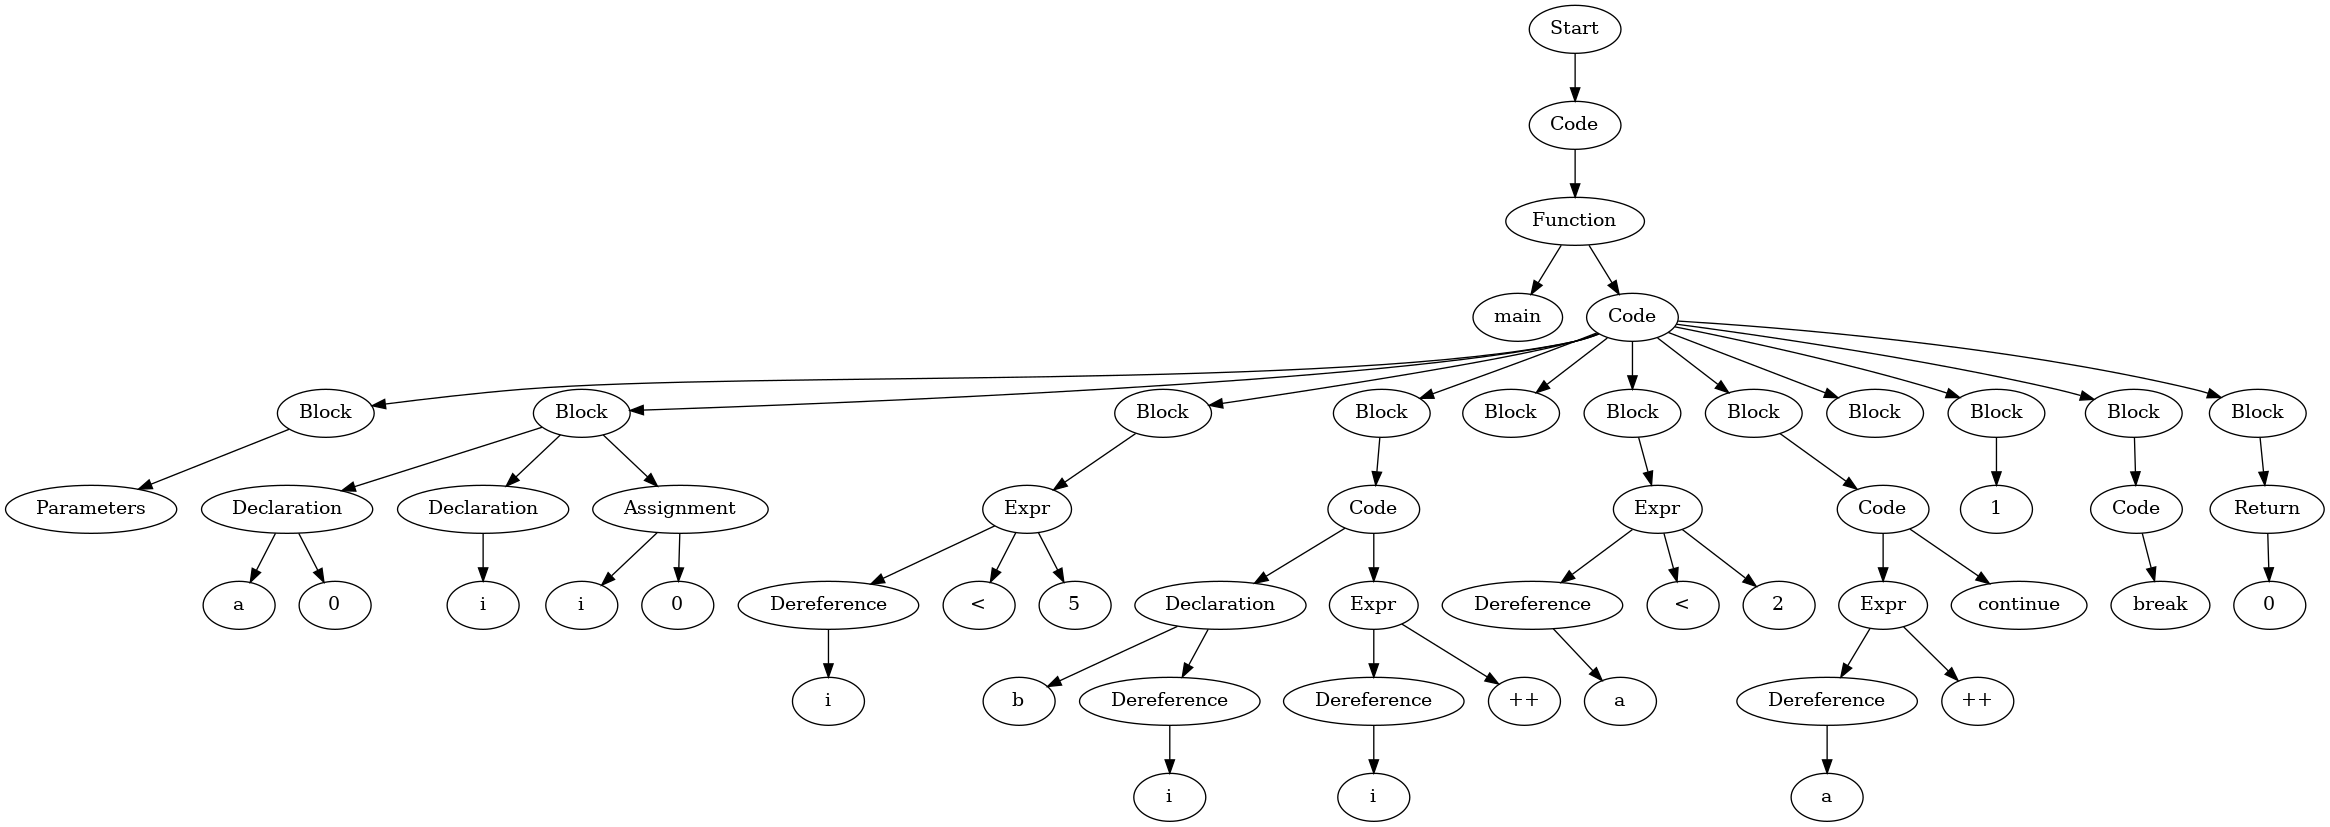 Start
Code
Function
main
Code
Block
Block
Block
Block
Block
Block
Block
Block
Block
Block
Block
Parameters
Declaration
Declaration
Assignment
Expr
Code
Expr
Code
1
Code
Return
a
0
i
i
0
Dereference
<
5
Declaration
Expr
Dereference
<
2
Expr
continue
break
0
i
b
Dereference
Dereference
++
a
Dereference
++
i
i
a